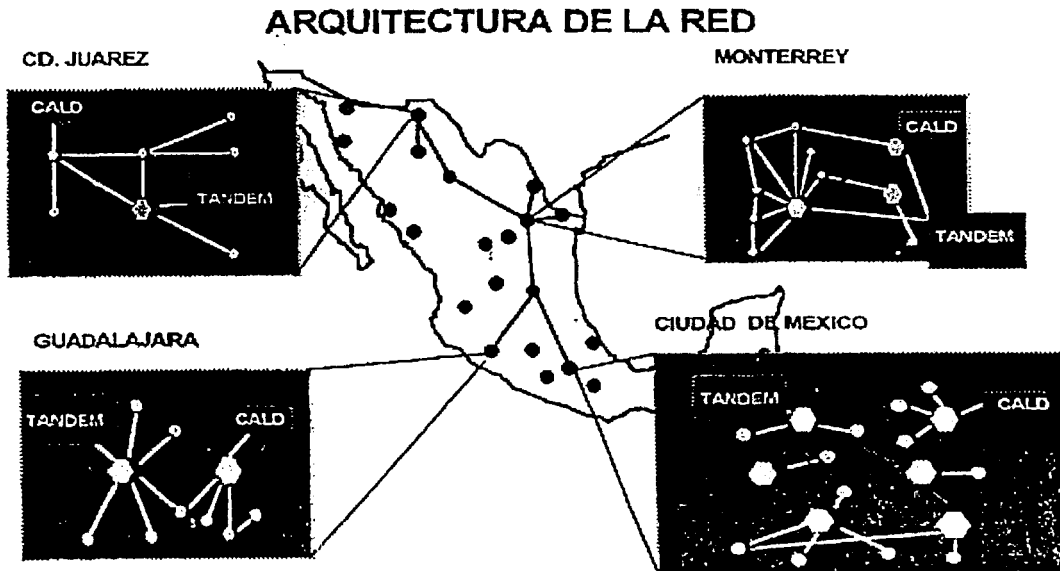 ARQUITECTURA DE LA RED
CD. JUAREZ
MONTERREY
CALD
TANDEM
CALD
TANDEM
GUADALAJARA
CIUDAD DE MEXICO
TANDEM
CALD
TANDEM
CALD